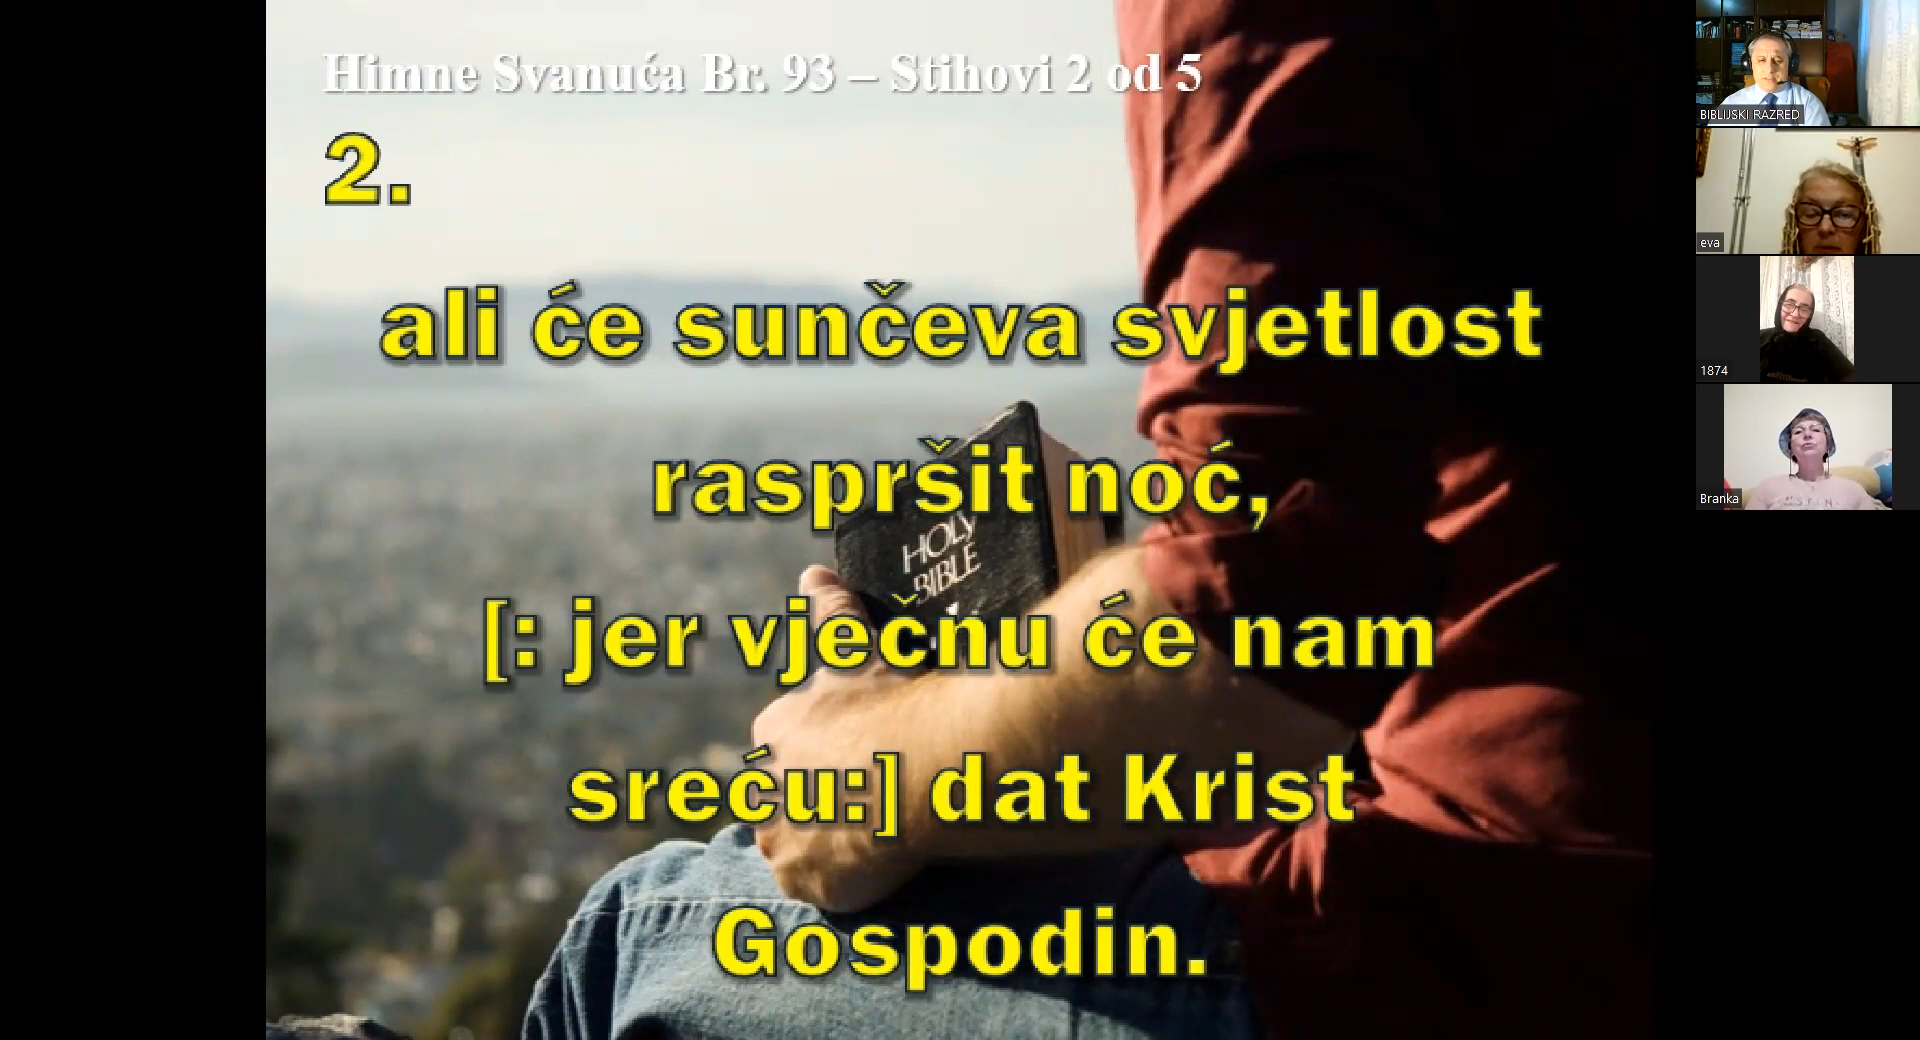 Himne Svanuća Br. 93 – Stihovi 2 od 5
2.
ali će sunčeva svjetlost
raspršit noć,
[: jer vječnu će nam
sreću:] dat Krist
Gospodin.
HOLY
BIBLE
BIBLIJSKI RAZRED
eva
1874
Branka